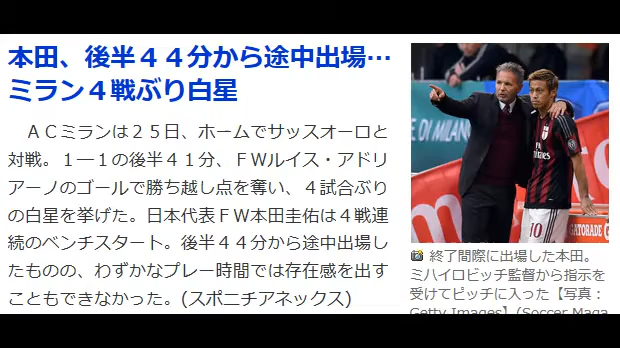 本田、後半４４分から途中出場…
ミラン４戦ぶり白星
　ＡＣミランは２５日、ホームでサッスオーロと
対戦。１―１の後半４１分、ＦＷルイス・アドリ
アーノのゴールで勝ち越し点を奪い、４試合ぶり
の白星を挙げた。日本代表ＦＷ本田圭佑は４戦連
続のベンチスタート。後半４４分から途中出場し
たものの、わずかなプレー時間では存在感を出す
こともできなかった。(スポニチアネックス)
DI MILAN
Fly Emirates
10
GATORADE
終了間際に出場した本田。
ミハイロビッチ監督から指示を
受けてピッチに入った【写真：
Getty Images】(Soccer Maga